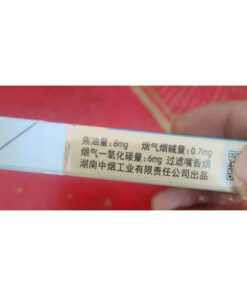 焦油量:8mg 烟气烟碱量:0.7mg
烟气一氧化碳量:6mg 过滤嘴香烟
湖南中烟工业有限责任公司出品